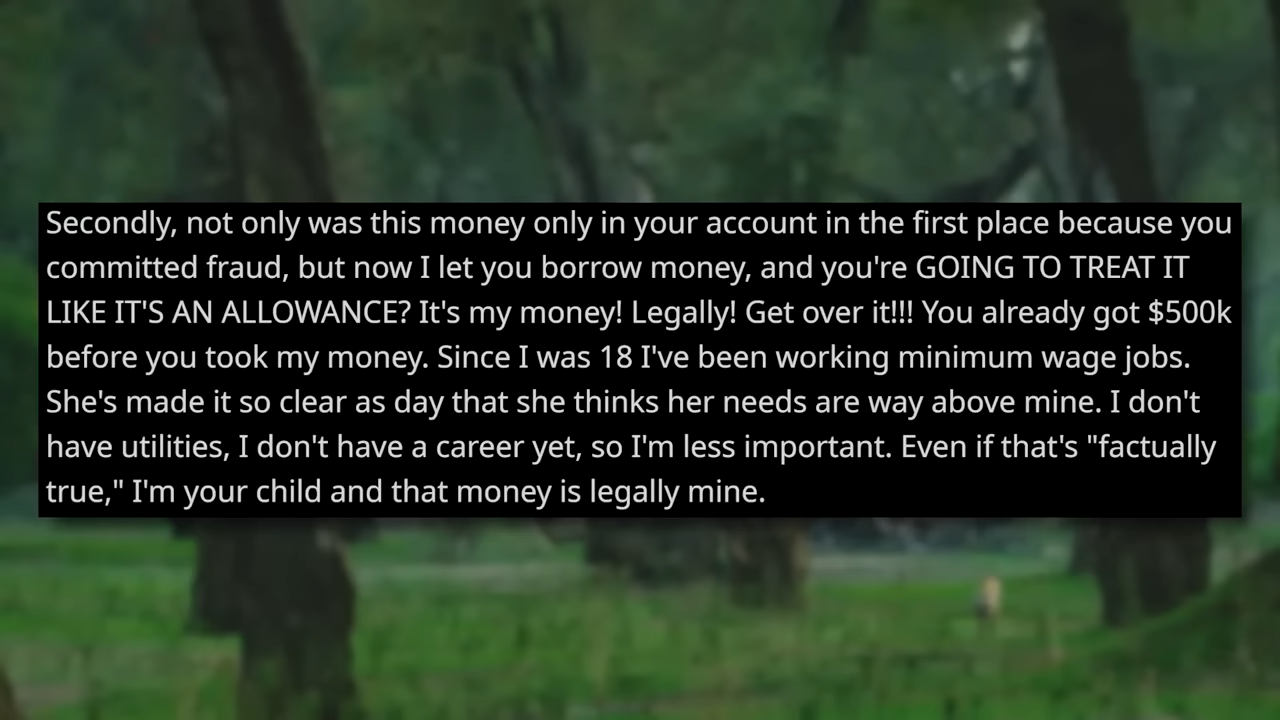 Secondly, not only was this money only in your account in the first place because you
committed fraud, but now I let you borrow money, and you're GOING TO TREAT IT
LIKE IT'S AN ALLOWANCE? It's my money! Legally! Get over it!!! You already got $500k
before you took my money. Since I was 18 I've been working minimum wage jobs.
She's made it so clear as day that she thinks her needs are way above mine. I don't
have utilities, I don't have a career yet, so I'm less important. Even if that's "factually
true," I'm your child and that money is legally mine.